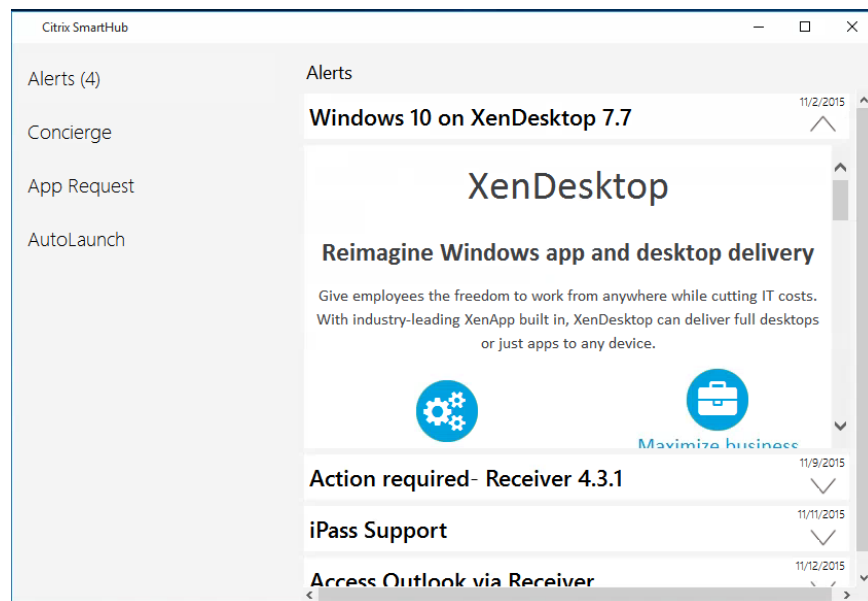 Citrix SmartHub
Alerts (4)
Concierge
App Request
AutoLaunch
Alerts
Windows 10 on XenDesktop 7.7
11/2/2015
XenDesktop
Reimagine Windows app and desktop delivery
Give employees the freedom to work from anywhere while cutting IT costs.
With industry-leading XenApp built in, XenDesktop can deliver full desktops
or just apps to any device.
Maximize business
Action required- Receiver 4.3.1
11/9/2015
iPass Support
11/11/2015
Access Outlook via Receiver
11/12/2015